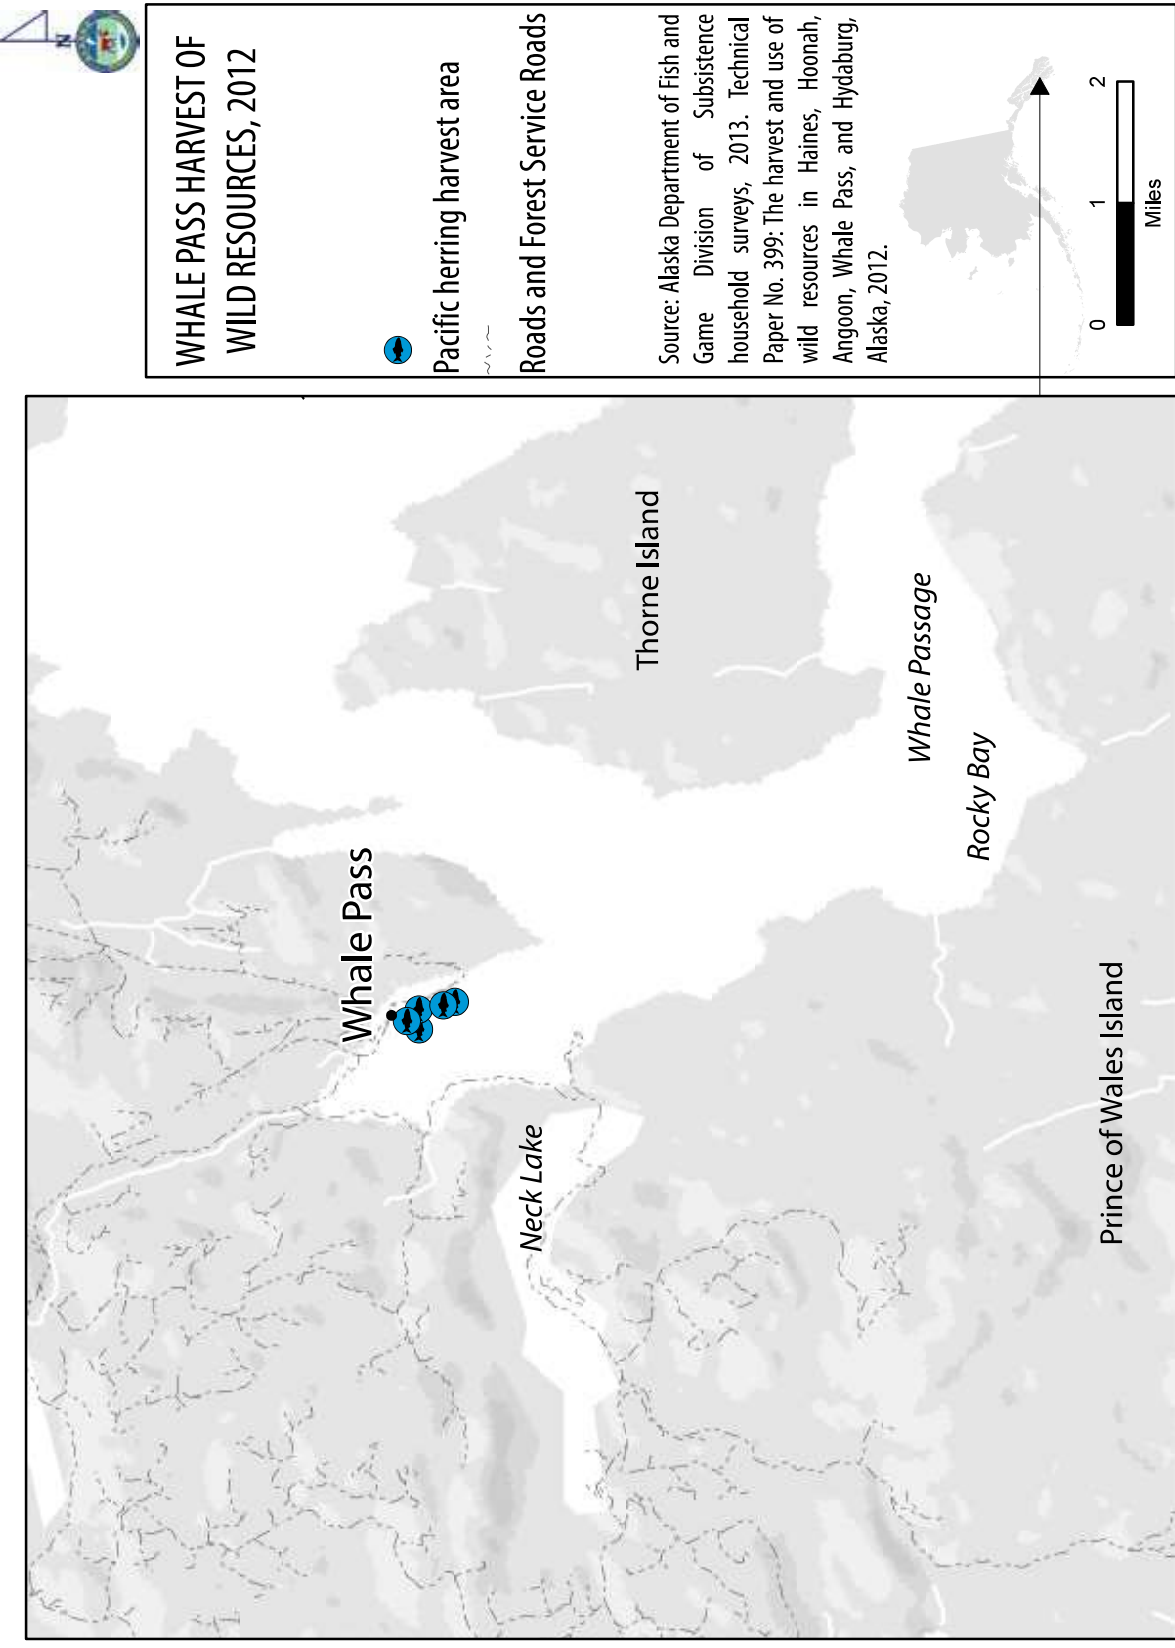 WHALE PASS HARVEST OF
WILD RESOURCES, 2012
Pacific herring harvest area
Roads and Forest Service Roads
Source: Alaska Department of Fish and
Game Division of Subsistence
household surveys, 2013. Technical
Paper No. 399: The harvest and use of
wild resources in Haines, Hoonah,
Angoon, Whale Pass, and Hydaburg,
Alaska, 2012.
0 1 2
Miles
N
Whale Pass
Neck Lake
Thorne Island
Whale Passage
Rocky Bay
Prince of Wales Island